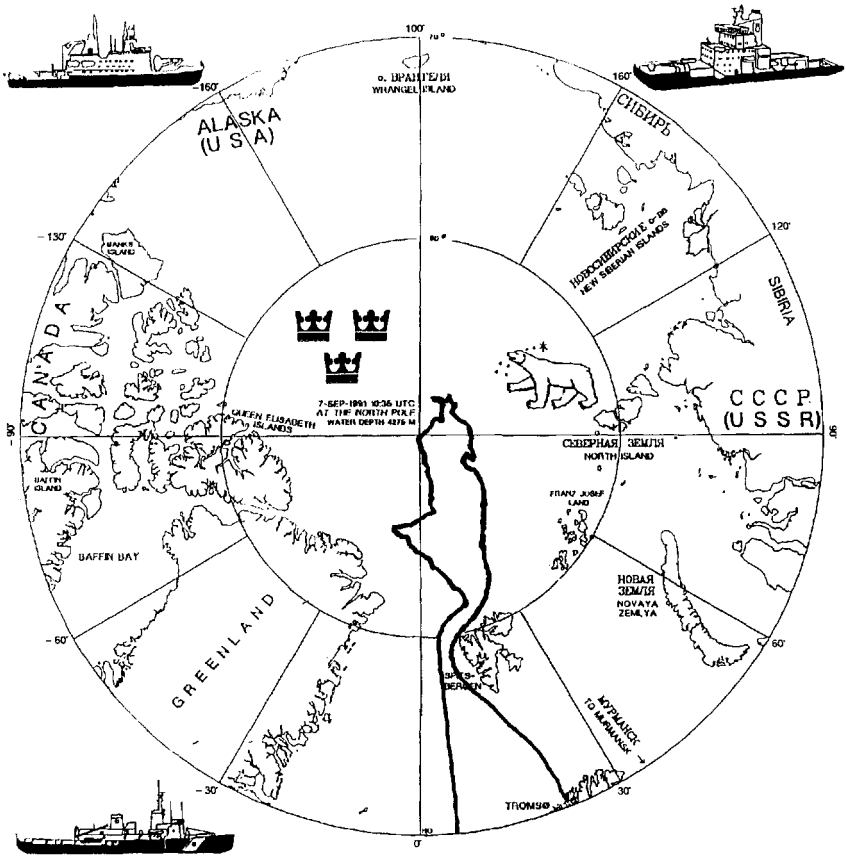 100°
70°
о. ВРАНГЕЛЯ
WRANGEL ISLAND
-160°
160°
ALASKA
(U S A)
СИБИРЬ
-130°
80°
120°
BANKS
ISLAND
НОВОСИБИРСКИЕ о-ва
NEW SIBERIAN ISLANDS
SIBIRIA
CANADA
7-SEP-1991 10:35 UTC
AT THE NORTH POLE
WATER DEPTH 4275 M
QUEEN ELISABETH
ISLANDS
С С С Р
(U S S R)
-90°
90°
СЕВЕРНАЯ ЗЕМЛЯ
NORTH ISLAND
BAFFIN
ISLAND
FRANZ JOSEF
LAND
BAFFIN BAY
НОВАЯ
ЗЕМЛЯ
NOVAYA
ZEMLYA
-60°
60°
GREENLAND
SPITS-
BERGEN
МУРМАНСК
TO MURMANSK →
-30°
30°
TROMSØ
0°